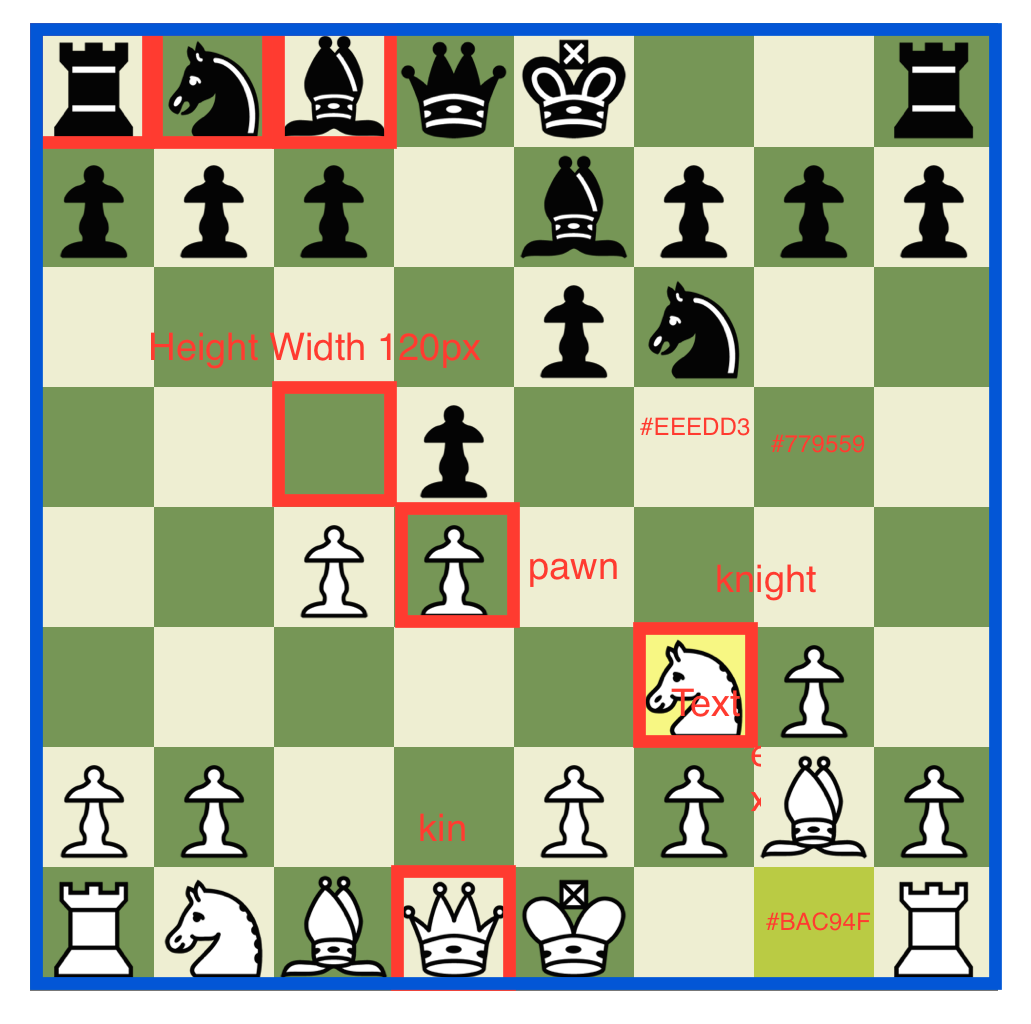 Height Width 120px
#EEEDD3
#779559
pawn
knight
Text
e
x
kin
#BAC94F